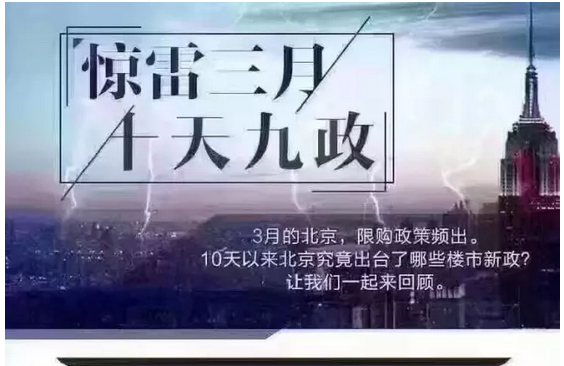 惊雷三月
十天九政
3月的北京，限购政策频出。
10天以来北京究竟出台了哪些楼市新政？
让我们一起来回顾。